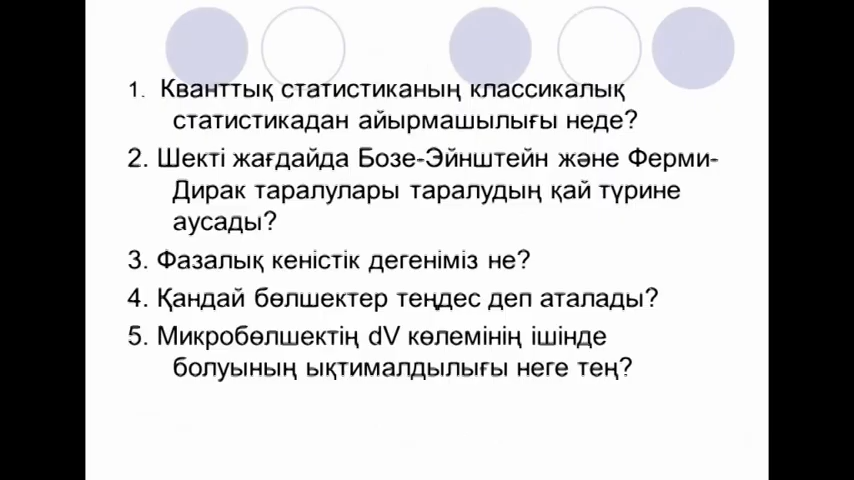 1. Кванттық статистиканың классикалық
статистикадан айырмашылығы неде?
2. Шекті жағдайда Бозе-Эйнштейн және Ферми-
Дирак таралулары таралудың қай түрине
аусады?
3. Фазалық кеністік дегеніміз не?
4. Қандай бөлшектер теңдес деп аталады?
5. Микробөлшектің dV көлемінің ішінде
болуының ықтималдылығы неге тең?